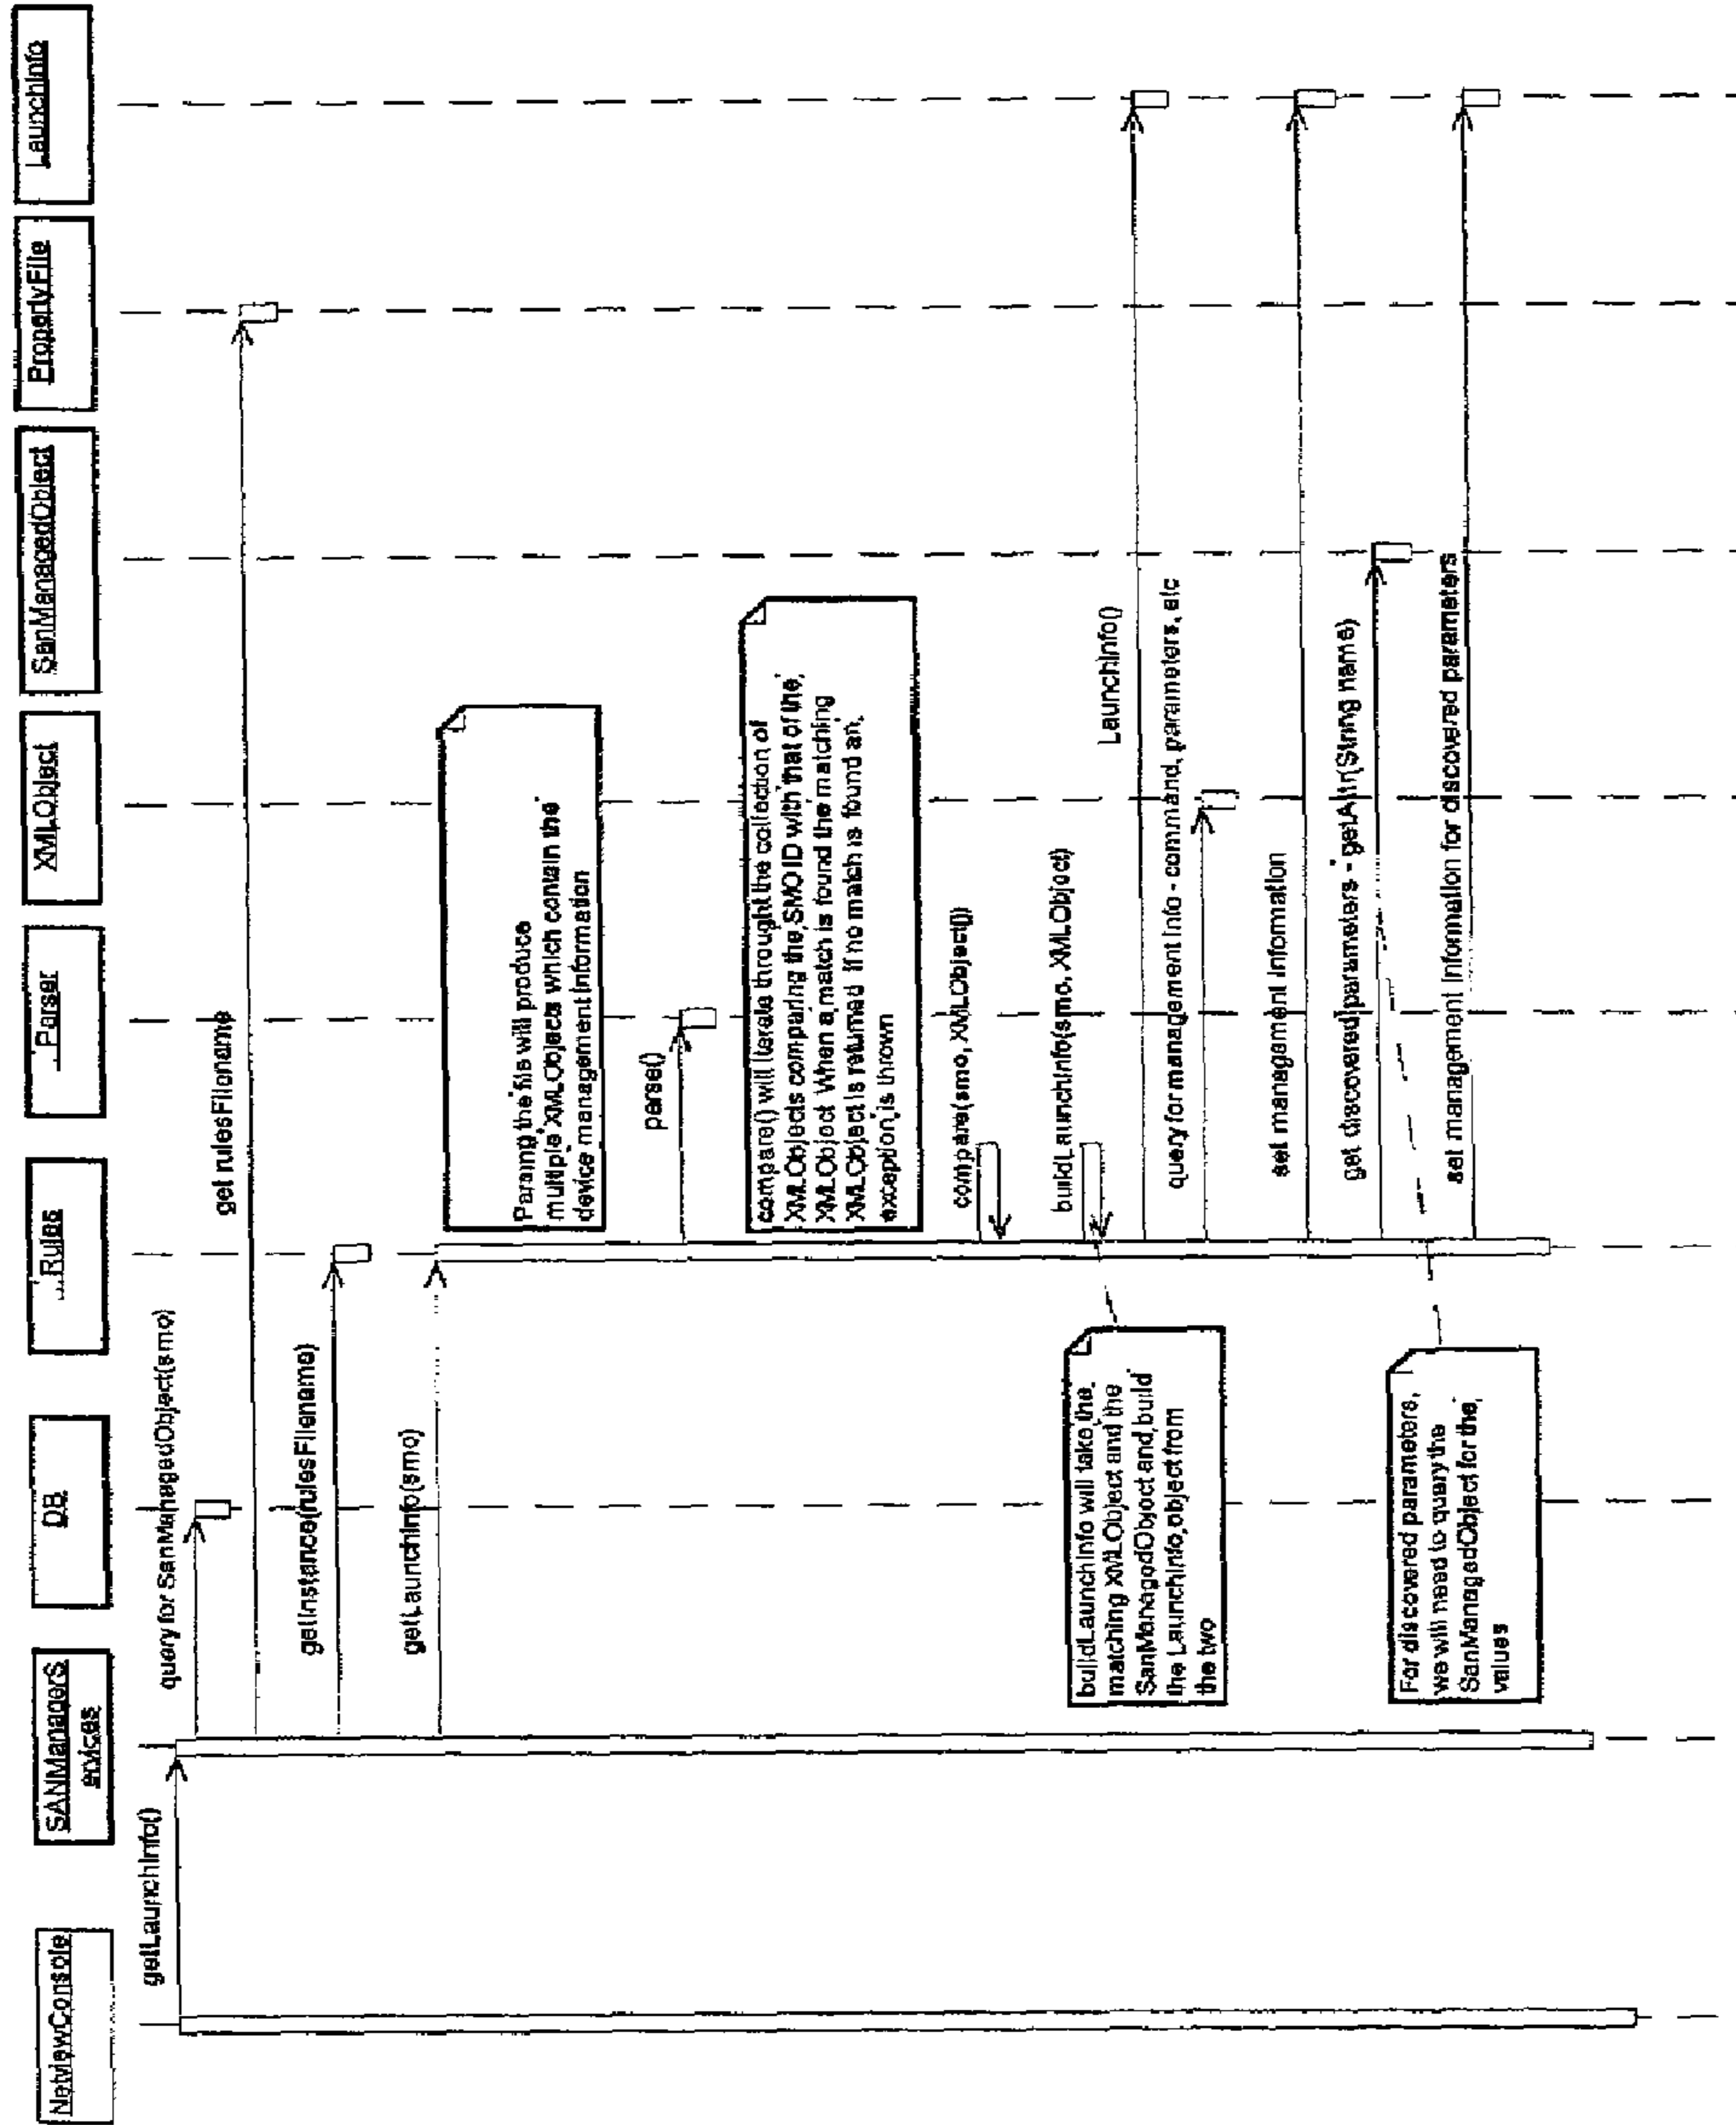 NetviewConsole
SANManagerS
ervices
DB
Rules
Parser
XMLObject
SanManagedObject
PropertyFile
LaunchInfo
getLaunchInfo()
query for SanManagedObject(smo)
get rulesFilename
getInstance(rulesFilename)
getLaunchInfo(smo)
Parsing the file will produce
multiple XMLObjects which contain the
device management information
parse()
compare() will iterate throught the collection of
XMLObjects comparing the SMO ID with that of the
XMLObject When a match is found the matching
XMLObject is returned If no match is found an
exception is thrown
compare(smo, XMLObject())
buildLaunchInfo(smo, XMLObject)
buildLaunchInfo will take the
matching XMLObject and the
SanManagedObject and build
the LaunchInfo object from
the two
LaunchInfo()
query for management info - command, parameters, etc
set management infomation
get discovered parameters - getAttr(String name)
For discovered parameters,
we will need to query the
SanManagedObject for the
values
set management information for discovered parameters